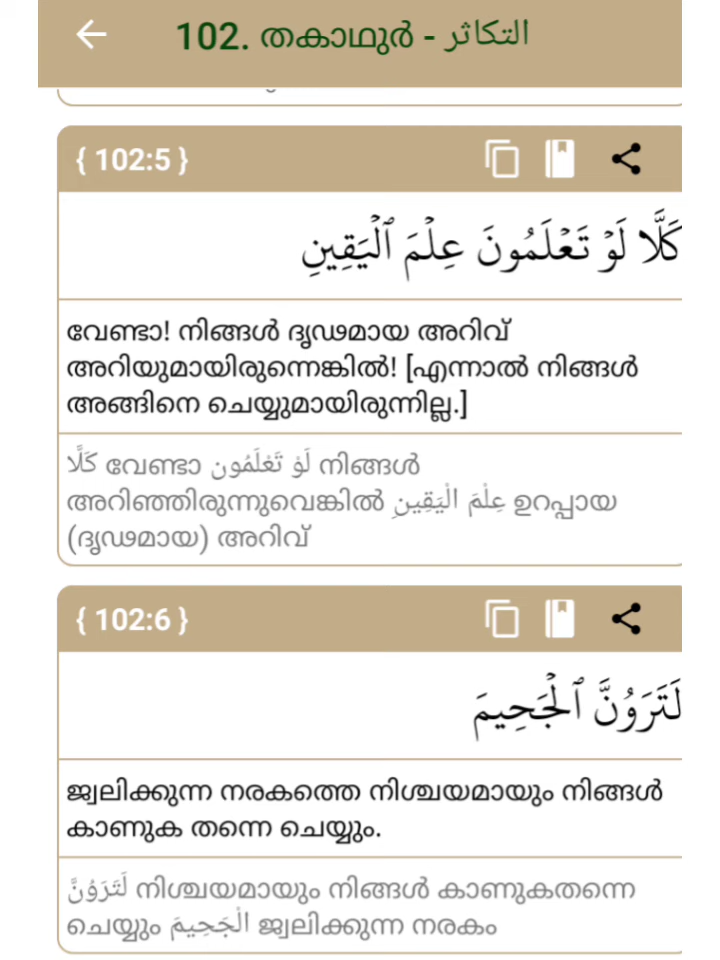 102. തകാഥുർ - التكاثر
{ 102:5 }
كَلَّا لَوْ تَعْلَمُونَ عِلْمَ ٱلْيَقِينِ
വേണ്ടാ! നിങ്ങൾ ദൃഢമായ അറിവ്
അറിയുമായിരുന്നെങ്കിൽ! [എന്നാൽ നിങ്ങൾ
അങ്ങിനെ ചെയ്യുമായിരുന്നില്ല.]
كَلَّا വേണ്ടാ لَوْ تَعْلَمُون നിങ്ങൾ
അറിഞ്ഞിരുന്നുവെങ്കിൽ عِلْمَ الْيَقِينِ ഉറപ്പായ
(ദൃഢമായ) അറിവ്
{ 102:6 }
لَتَرَوُنَّ ٱلْجَحِيمَ
ജ്വലിക്കുന്ന നരകത്തെ നിശ്ചയമായും നിങ്ങൾ
കാണുക തന്നെ ചെയ്യും.
لَتَرَوُنَّ നിശ്ചയമായും നിങ്ങൾ കാണുകതന്നെ
ചെയ്യും الْجَحِيمَ ജ്വലിക്കുന്ന നരകം